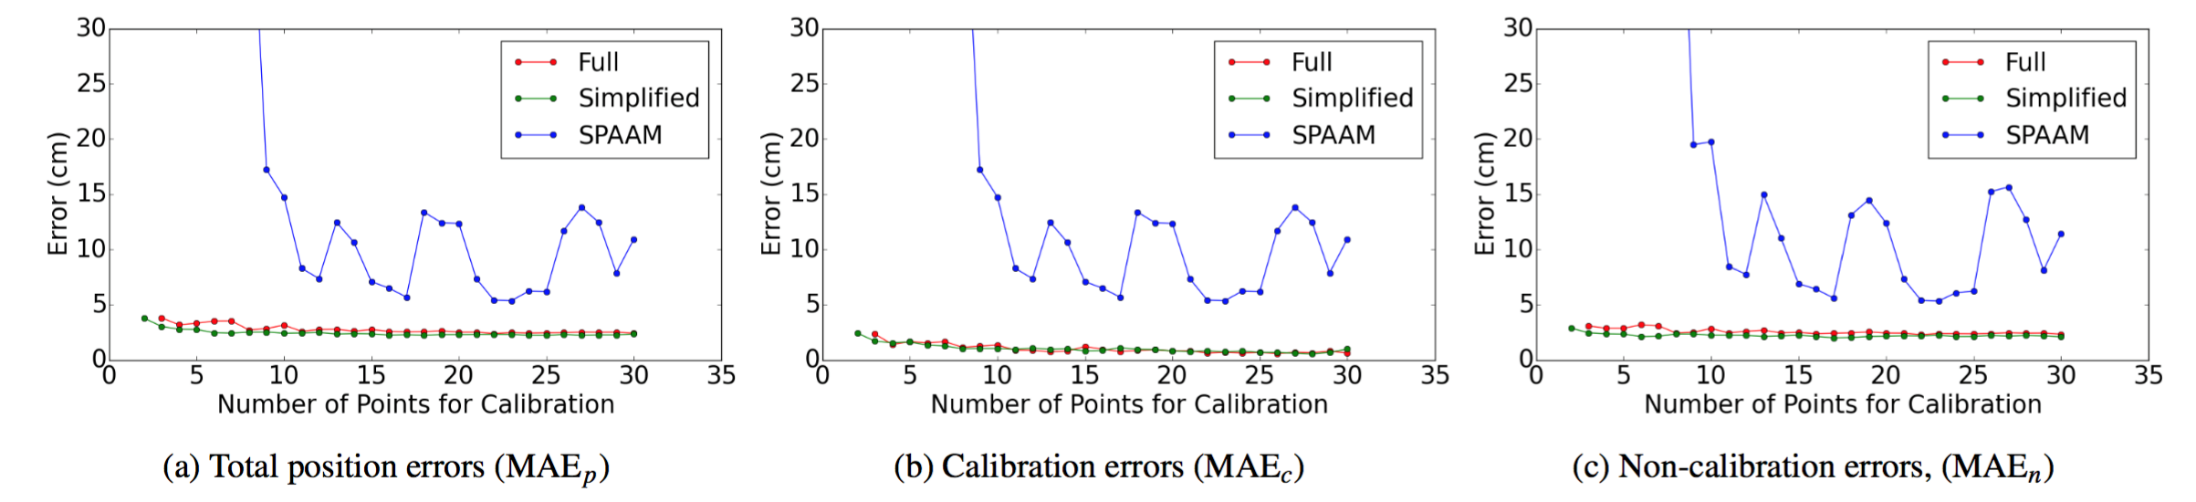 30
25
20
15
10
5
0
Error (cm)
Full
Simplified
SPAAM
0 5 10 15 20 25 30 35
Number of Points for Calibration
(a) Total position errors (MAEp)
30
25
20
15
10
5
0
Error (cm)
Full
Simplified
SPAAM
0 5 10 15 20 25 30 35
Number of Points for Calibration
(b) Calibration errors (MAEc)
30
25
20
15
10
5
0
Error (cm)
Full
Simplified
SPAAM
0 5 10 15 20 25 30 35
Number of Points for Calibration
(c) Non-calibration errors, (MAEn)